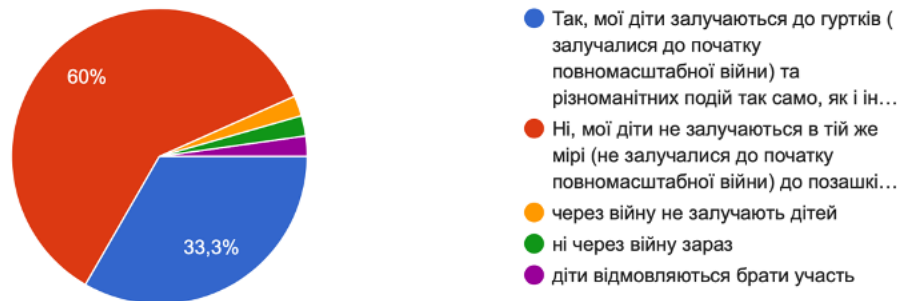 60%
33,3%
Так, мої діти залучаються до гуртків (
залучалися до початку
повномасштабної війни) та
різноманітних подій так само, як і ін…
Ні, мої діти не залучаються в тій же
мірі (не залучалися до початку
повномасштабної війни) до позашкі…
через війну не залучають дітей
ні через війну зараз
діти відмовляються брати участь